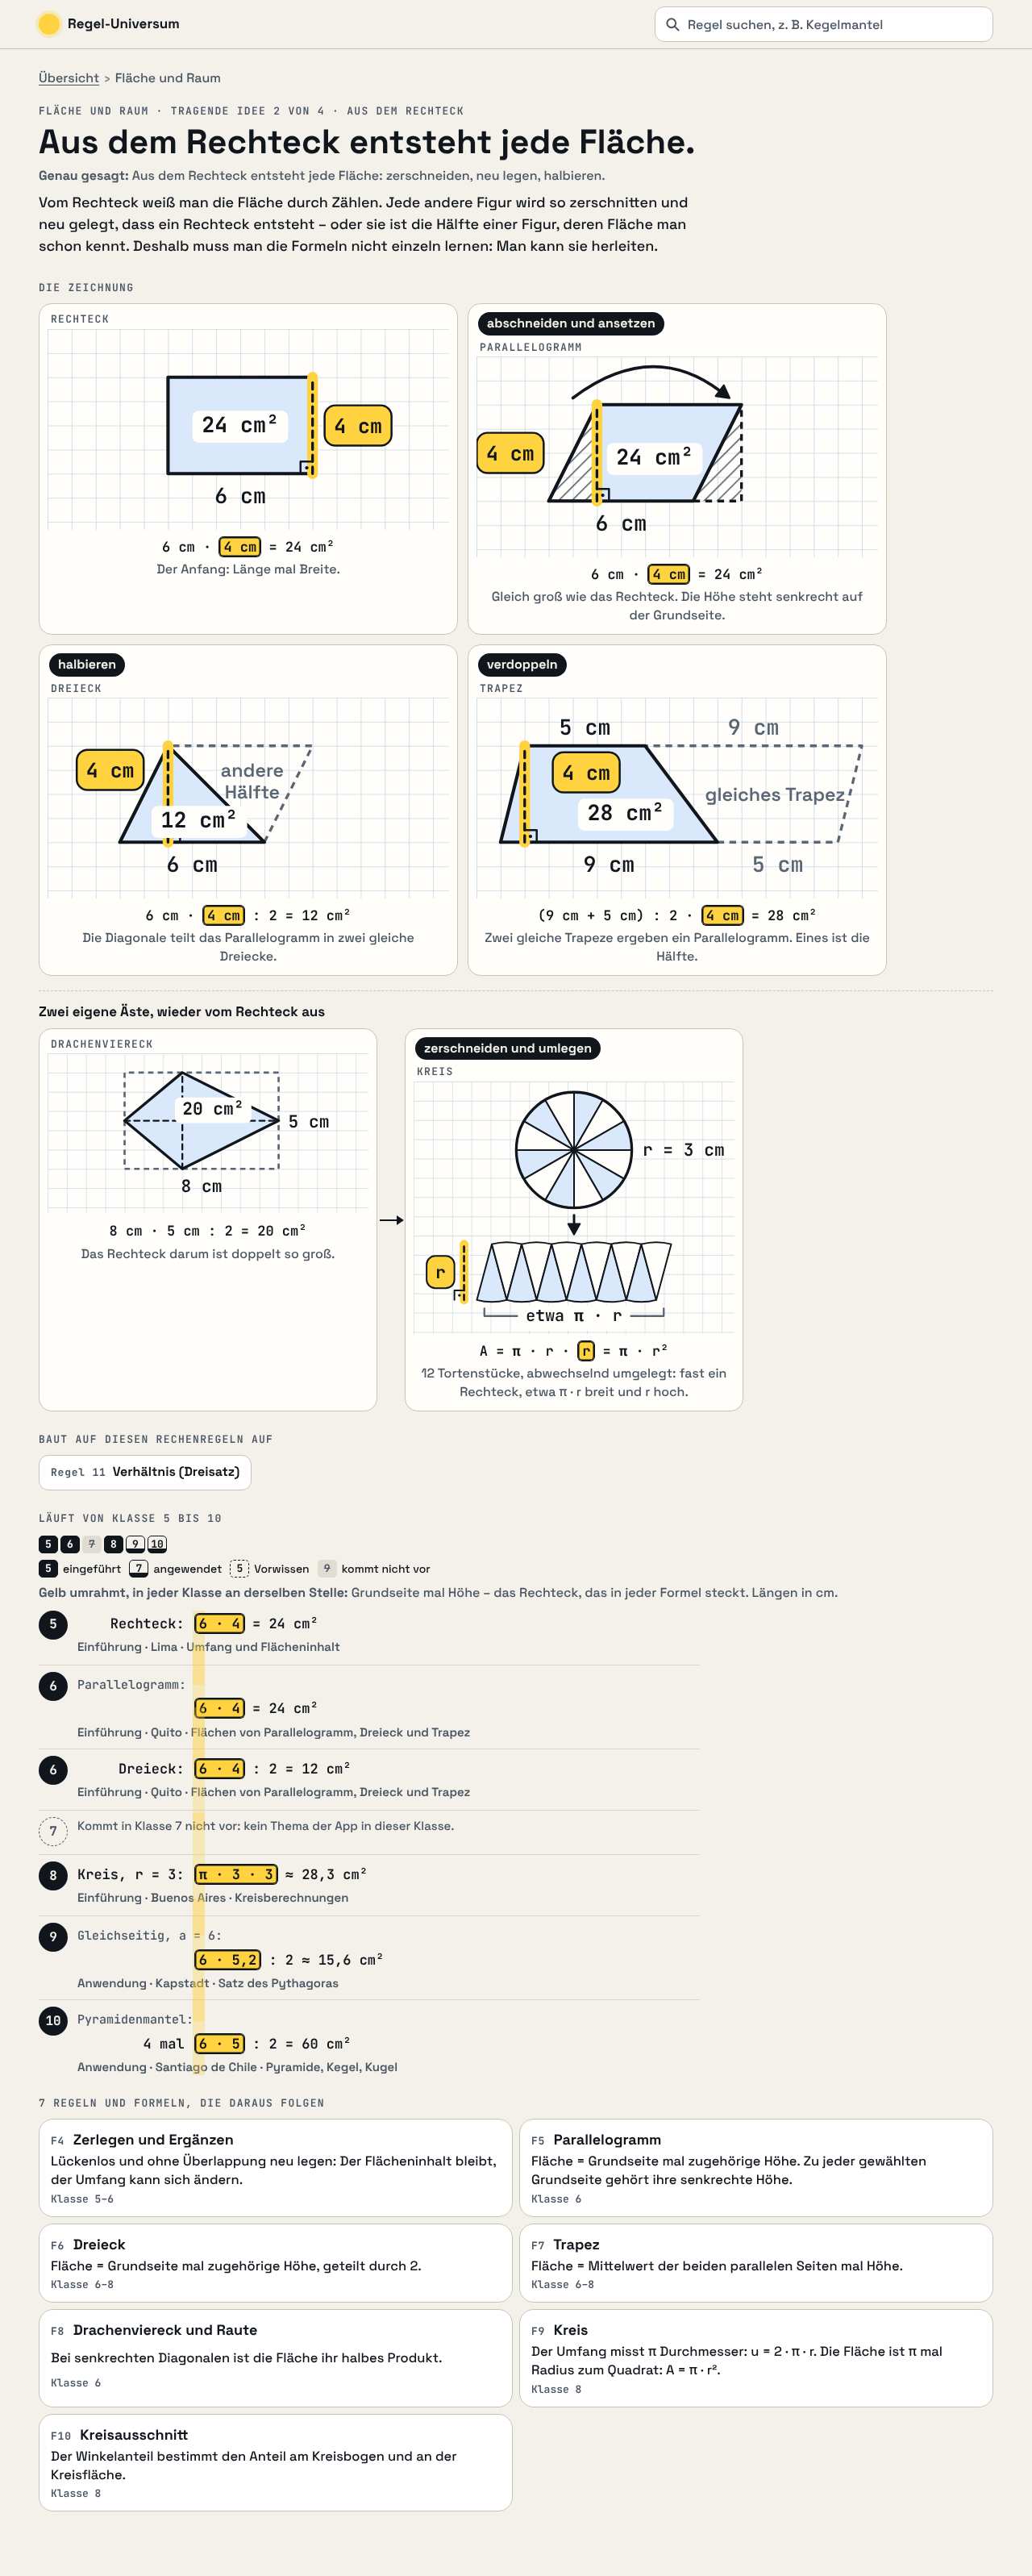 Regel-Universum
Regel suchen, z. B. Kegelmantel
Übersicht > Fläche und Raum
FLÄCHE UND RAUM · TRAGENDE IDEE 2 VON 4 · AUS DEM RECHTECK
Aus dem Rechteck entsteht jede Fläche.
Genau gesagt: Aus dem Rechteck entsteht jede Fläche: zerschneiden, neu legen, halbieren.
Vom Rechteck weiß man die Fläche durch Zählen. Jede andere Figur wird so zerschnitten und
neu gelegt, dass ein Rechteck entsteht – oder sie ist die Hälfte einer Figur, deren Fläche man
schon kennt. Deshalb muss man die Formeln nicht einzeln lernen: Man kann sie herleiten.
DIE ZEICHNUNG
RECHTECK
24 cm²
4 cm
6 cm
6 cm · 4 cm = 24 cm²
Der Anfang: Länge mal Breite.
abschneiden und ansetzen
PARALLELOGRAMM
4 cm
24 cm²
6 cm
6 cm · 4 cm = 24 cm²
Gleich groß wie das Rechteck. Die Höhe steht senkrecht auf
der Grundseite.
halbieren
DREIECK
4 cm
andere
Hälfte
12 cm²
6 cm
6 cm · 4 cm : 2 = 12 cm²
Die Diagonale teilt das Parallelogramm in zwei gleiche
Dreiecke.
verdoppeln
TRAPEZ
5 cm
9 cm
4 cm
gleiches Trapez
28 cm²
9 cm
5 cm
(9 cm + 5 cm) : 2 · 4 cm = 28 cm²
Zwei gleiche Trapeze ergeben ein Parallelogramm. Eines ist die
Hälfte.
Zwei eigene Äste, wieder vom Rechteck aus
DRACHENVIERECK
20 cm²
5 cm
8 cm
8 cm · 5 cm : 2 = 20 cm²
Das Rechteck darum ist doppelt so groß.
zerschneiden und umlegen
KREIS
r = 3 cm
r
etwa π · r
A = π · r · r = π · r²
12 Tortenstücke, abwechselnd umgelegt: fast ein
Rechteck, etwa π · r breit und r hoch.
BAUT AUF DIESEN RECHENREGELN AUF
Regel 11 Verhältnis (Dreisatz)
LÄUFT VON KLASSE 5 BIS 10
5 6 7 8 9 10
5 eingeführt 7 angewendet 5 Vorwissen 9 kommt nicht vor
Gelb umrahmt, in jeder Klasse an derselben Stelle: Grundseite mal Höhe – das Rechteck, das in jeder Formel steckt. Längen in cm.
5 Rechteck: 6 · 4 = 24 cm²
Einführung · Lima · Umfang und Flächeninhalt
6 Parallelogramm:
6 · 4 = 24 cm²
Einführung · Quito · Flächen von Parallelogramm, Dreieck und Trapez
6 Dreieck: 6 · 4 : 2 = 12 cm²
Einführung · Quito · Flächen von Parallelogramm, Dreieck und Trapez
7 Kommt in Klasse 7 nicht vor: kein Thema der App in dieser Klasse.
8 Kreis, r = 3: π · 3 · 3 ≈ 28,3 cm²
Einführung · Buenos Aires · Kreisberechnungen
9 Gleichseitig, a = 6:
6 · 5,2 : 2 ≈ 15,6 cm²
Anwendung · Kapstadt · Satz des Pythagoras
10 Pyramidenmantel:
4 mal 6 · 5 : 2 = 60 cm²
Anwendung · Santiago de Chile · Pyramide, Kegel, Kugel
7 REGELN UND FORMELN, DIE DARAUS FOLGEN
F4 Zerlegen und Ergänzen
Lückenlos und ohne Überlappung neu legen: Der Flächeninhalt bleibt,
der Umfang kann sich ändern.
Klasse 5–6
F5 Parallelogramm
Fläche = Grundseite mal zugehörige Höhe. Zu jeder gewählten
Grundseite gehört ihre senkrechte Höhe.
Klasse 6
F6 Dreieck
Fläche = Grundseite mal zugehörige Höhe, geteilt durch 2.
Klasse 6–8
F7 Trapez
Fläche = Mittelwert der beiden parallelen Seiten mal Höhe.
Klasse 6–8
F8 Drachenviereck und Raute
Bei senkrechten Diagonalen ist die Fläche ihr halbes Produkt.
Klasse 6
F9 Kreis
Der Umfang misst π Durchmesser: u = 2 · π · r. Die Fläche ist π mal
Radius zum Quadrat: A = π · r².
Klasse 8
F10 Kreisausschnitt
Der Winkelanteil bestimmt den Anteil am Kreisbogen und an der
Kreisfläche.
Klasse 8